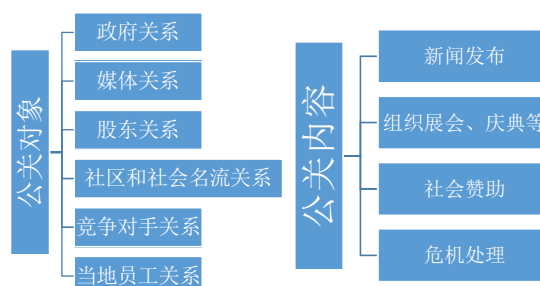 公关对象
政府关系
媒体关系
股东关系
社区和社会名流关系
竞争对手关系
当地员工关系
公关内容
新闻发布
组织展会、庆典等
社会赞助
危机处理